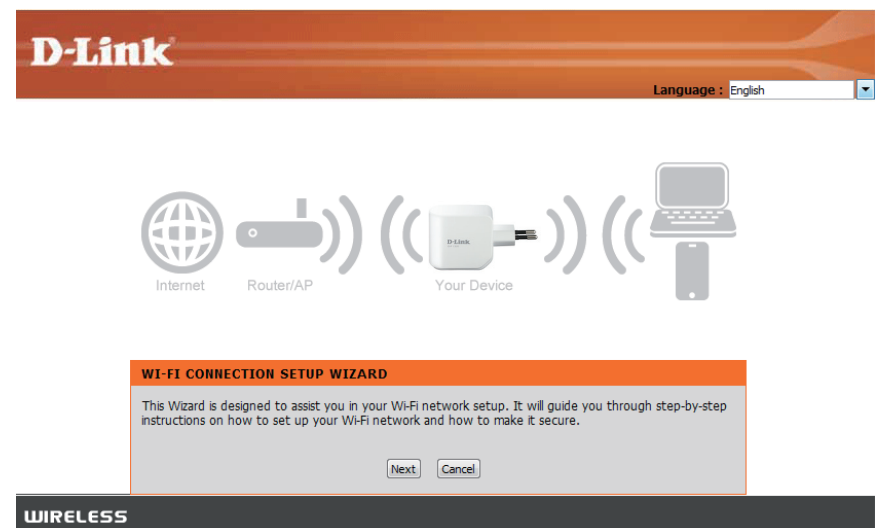 D-Link
Language : English
D-Link
Internet Router/AP Your Device
WI-FI CONNECTION SETUP WIZARD
This Wizard is designed to assist you in your Wi-Fi network setup. It will guide you through step-by-step
instructions on how to set up your Wi-Fi network and how to make it secure.
Next Cancel
WIRELESS